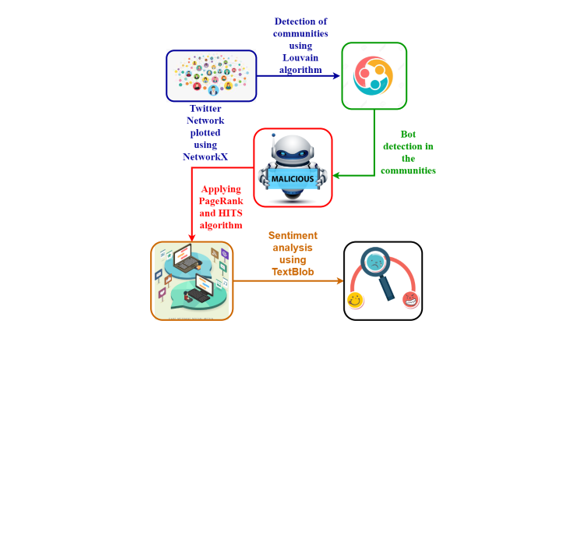 Detection of
communities
using
Louvain
algorithm
Twitter
Network
plotted
using
NetworkX
Bot
detection in
the
communities
MALICIOUS
Applying
PageRank
and HITS
algorithm
Sentiment
analysis
using
TextBlob